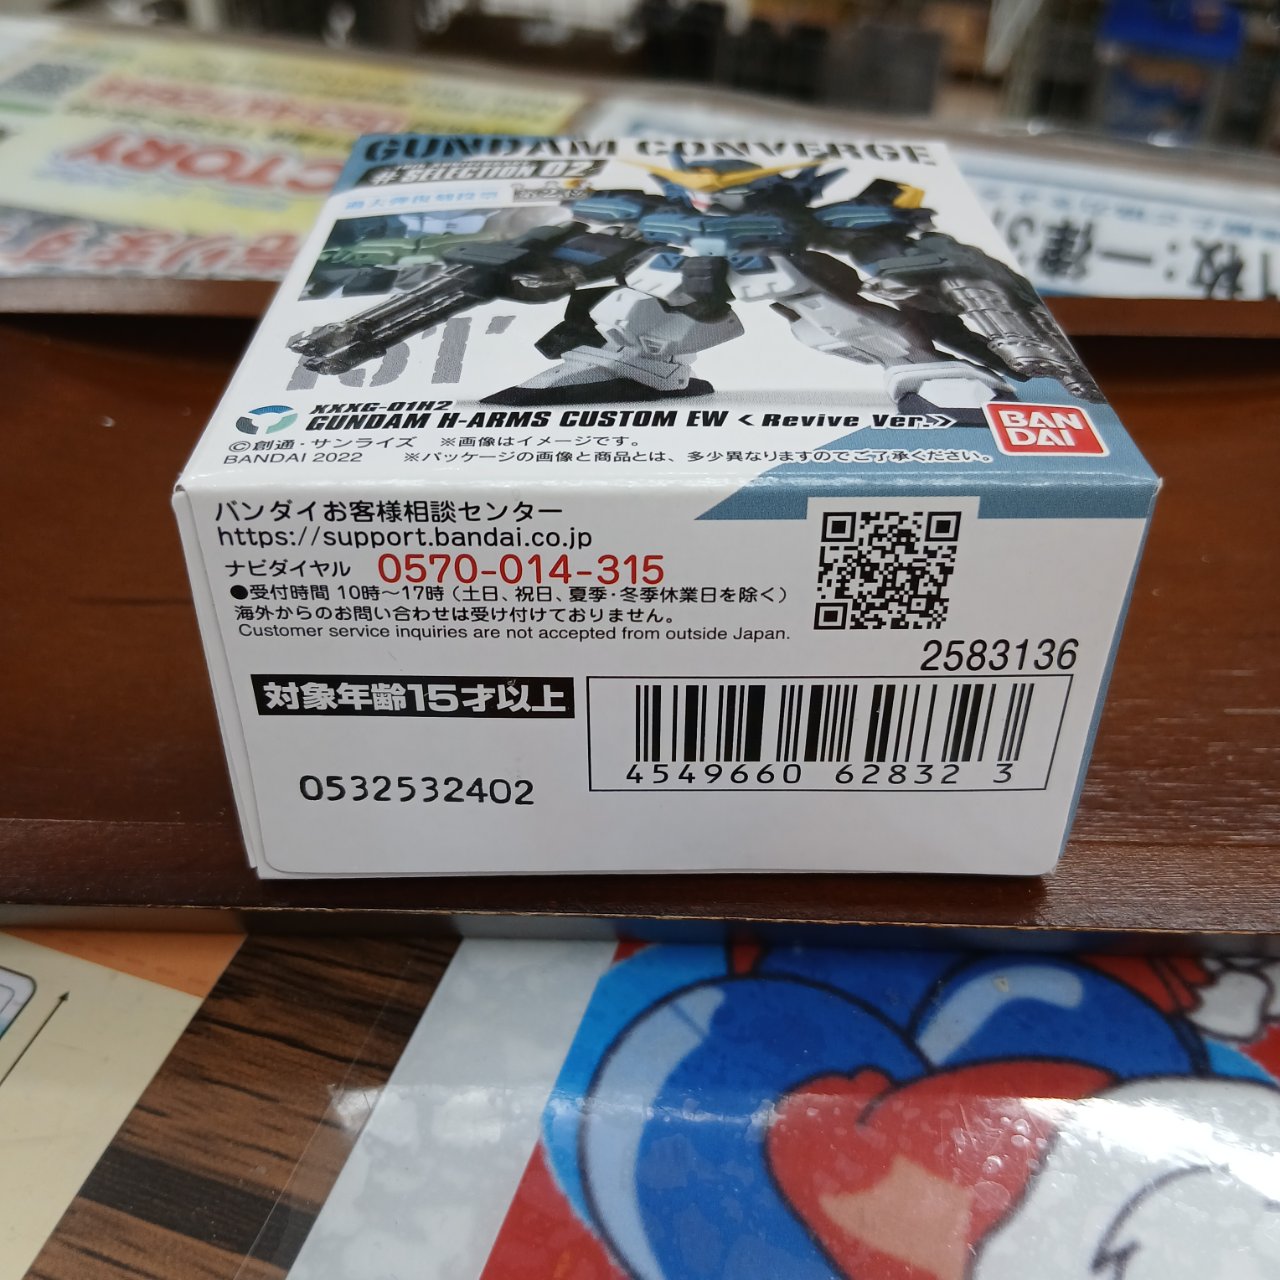 GUNDAM CONVERGE
#:SELECTION 02
XXXG-01H2
GUNDAM H-ARMS CUSTOM EW < Revive Ver.>
BAN
DAI
©創通・サンライズ ※画像はイメージです。
BANDAI 2022 ※パッケージの画像と商品とは、多少異なりますのでご了承ください。
バンダイお客様相談センター
https://support.bandai.co.jp
ナビダイヤル 0570-014-315
●受付時間 10時〜17時(土日、祝日、夏季・冬季休業日を除く)
海外からのお問い合わせは受け付けておりません。
Customer service inquiries are not accepted from outside Japan.
2583136
対象年齢15才以上
4549660 62832 3
0532532402